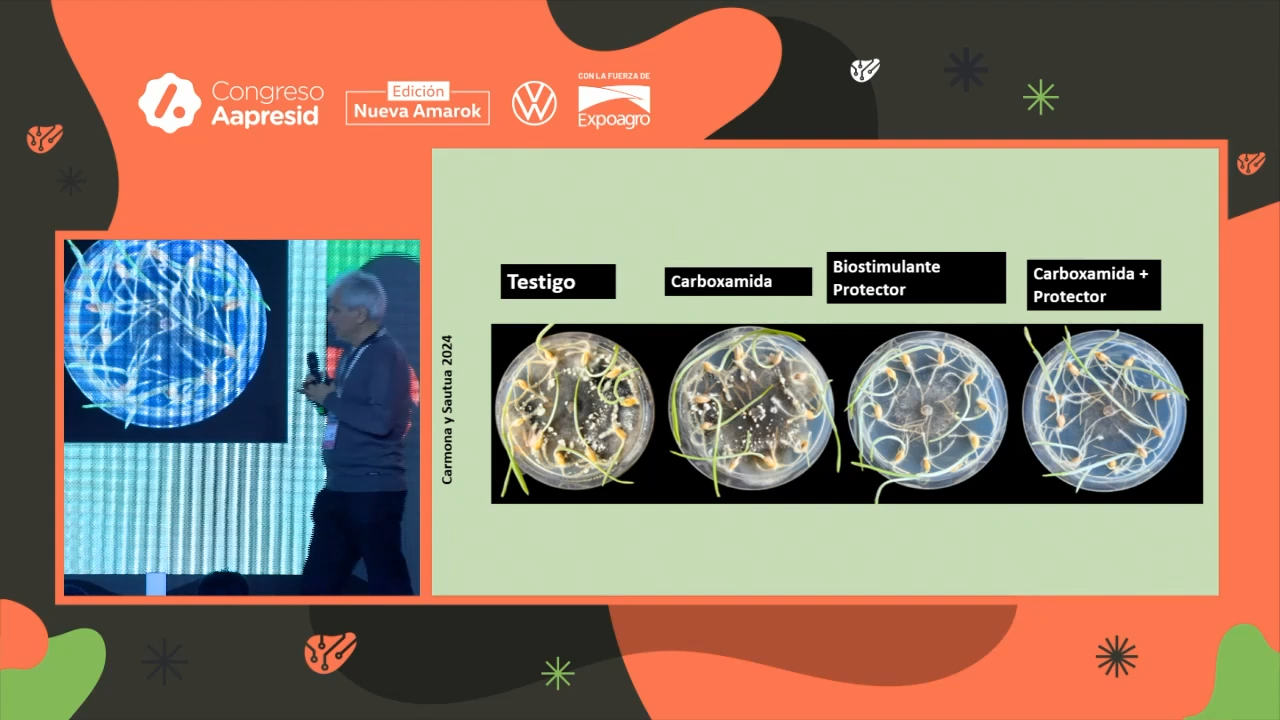 Congreso
Aapresid
Edición
Nueva Amarok
CON LA FUERZA DE
Expoagro
Testigo
Carboxamida
Biostimulante
Protector
Carboxamida +
Protector
Carmona y Sautua 2024